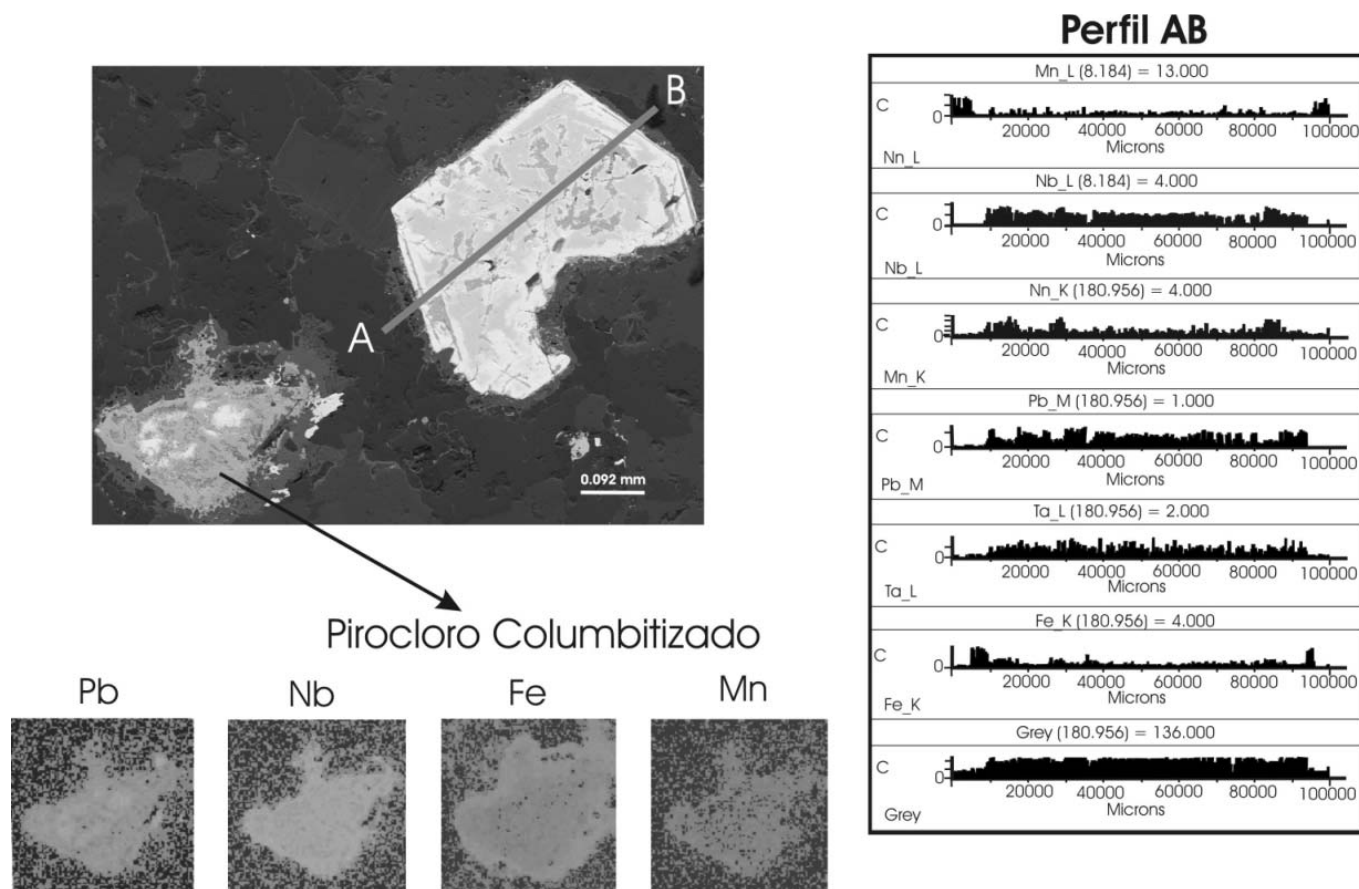 Perfil AB
B
A
0.092 mm
Pirocloro Columbitizado
Pb Nb Fe Mn
Mn_L (8.184) = 13.000
C
0
20000 40000 60000 80000 100000
Microns
Nn_L
Nb_L (8.184) = 4.000
C
0
20000 40000 60000 80000 100000
Microns
Nb_L
Nn_K (180.956) = 4.000
C
0
20000 40000 60000 80000 100000
Microns
Mn_K
Pb_M (180.956) = 1.000
C
0
20000 40000 60000 80000 100000
Microns
Pb_M
Ta_L (180.956) = 2.000
C
0
20000 40000 60000 80000 100000
Microns
Ta_L
Fe_K (180.956) = 4.000
C
0
20000 40000 60000 80000 100000
Microns
Fe_K
Grey (180.956) = 136.000
C
0
20000 40000 60000 80000 100000
Microns
Grey